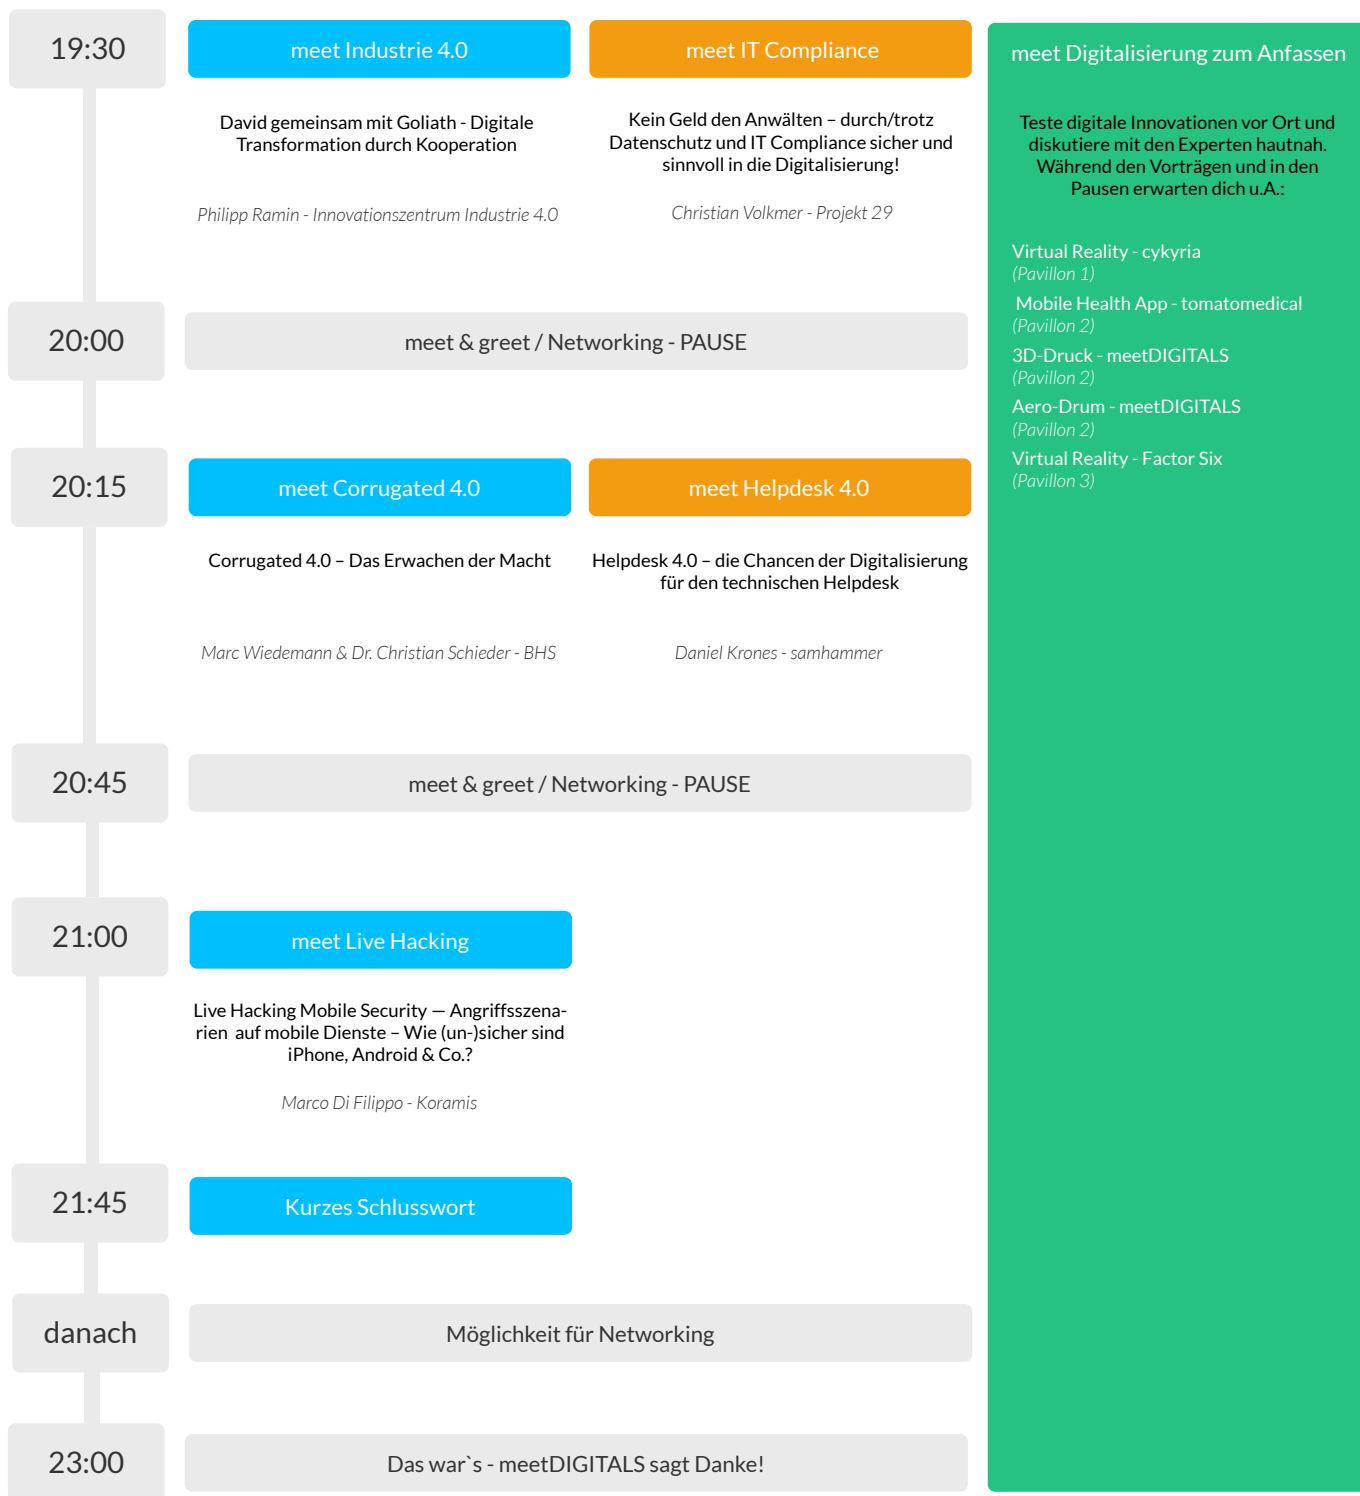 19:30
meet Industrie 4.0
David gemeinsam mit Goliath - Digitale
Transformation durch Kooperation
Philipp Ramin - Innovationszentrum Industrie 4.0
meet IT Compliance
Kein Geld den Anwälten – durch/trotz
Datenschutz und IT Compliance sicher und
sinnvoll in die Digitalisierung!
Christian Volkmer - Projekt 29
20:00
meet & greet / Networking - PAUSE
20:15
meet Corrugated 4.0
Corrugated 4.0 – Das Erwachen der Macht
Marc Wiedemann & Dr. Christian Schieder - BHS
meet Helpdesk 4.0
Helpdesk 4.0 – die Chancen der Digitalisierung
für den technischen Helpdesk
Daniel Krones - samhammer
20:45
meet & greet / Networking - PAUSE
21:00
meet Live Hacking
Live Hacking Mobile Security — Angriffsszena-
rien auf mobile Dienste – Wie (un-)sicher sind
iPhone, Android & Co.?
Marco Di Filippo - Koramis
21:45
Kurzes Schlusswort
danach
Möglichkeit für Networking
23:00
Das war`s - meetDIGITALS sagt Danke!
meet Digitalisierung zum Anfassen
Teste digitale Innovationen vor Ort und
diskutiere mit den Experten hautnah.
Während den Vorträgen und in den
Pausen erwarten dich u.A.:
Virtual Reality - cykyria
(Pavillon 1)
Mobile Health App - tomatomedical
(Pavillon 2)
3D-Druck - meetDIGITALS
(Pavillon 2)
Aero-Drum - meetDIGITALS
(Pavillon 2)
Virtual Reality - Factor Six
(Pavillon 3)